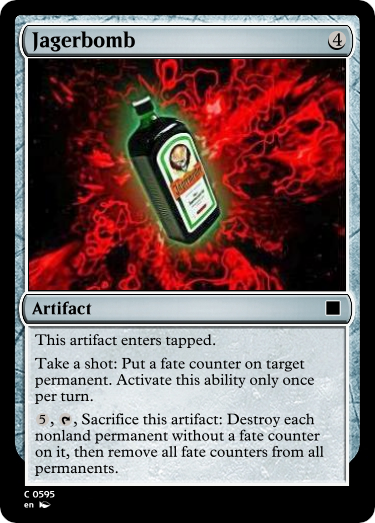 Jagerbomb 4
Jägermeister
Artifact
This artifact enters tapped.
Take a shot: Put a fate counter on target
permanent. Activate this ability only once
per turn.
5, , Sacrifice this artifact: Destroy each
nonland permanent without a fate counter
on it, then remove all fate counters from all
permanents.
C 0595
en